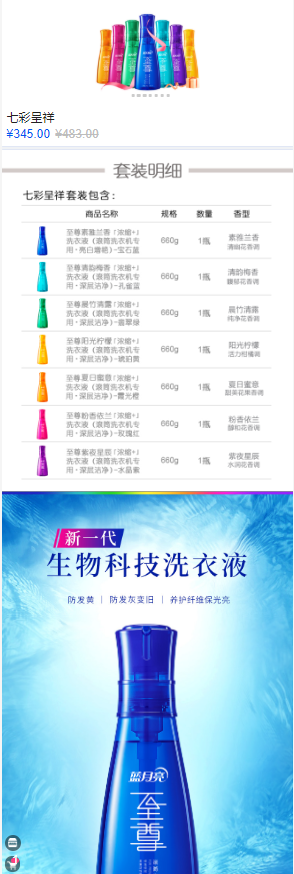 七彩呈祥
¥345.00 ¥483.00
套装明细
七彩呈祥套装包含：
商品名称 规格 数量 香型
至尊素雅兰香「浓缩+」
洗衣液（滚筒洗衣机专
用·亮白增艳）-宝石蓝
660g 1瓶
素雅兰香
清幽花香调
至尊清韵梅香「浓缩+」
洗衣液（滚筒洗衣机专
用·深层洁净）-孔雀蓝
660g 1瓶
清韵梅香
馥郁花香调
至尊晨竹清露「浓缩+」
洗衣液（滚筒洗衣机专
用·深层洁净）-翡翠绿
660g 1瓶
晨竹清露
纯净花香调
至尊阳光柠檬「浓缩+」
洗衣液（滚筒洗衣机专
用·深层洁净）-琥珀黄
660g 1瓶
阳光柠檬
活力柑橘调
至尊夏日蜜意「浓缩+」
洗衣液（滚筒洗衣机专
用·深层洁净）-霞光橙
660g 1瓶
夏日蜜意
甜美花果香调
至尊粉香依兰「浓缩+」
洗衣液（滚筒洗衣机专
用·深层洁净）-玫瑰红
660g 1瓶
粉香依兰
馥郁花香调
至尊紫夜星辰「浓缩+」
洗衣液（滚筒洗衣机专
用·深层洁净）-水晶紫
660g 1瓶
紫夜星辰
水润花香调
新一代
生物科技洗衣液
防发黄 | 防发灰变旧 | 养护纤维保光亮
蓝月亮
至尊